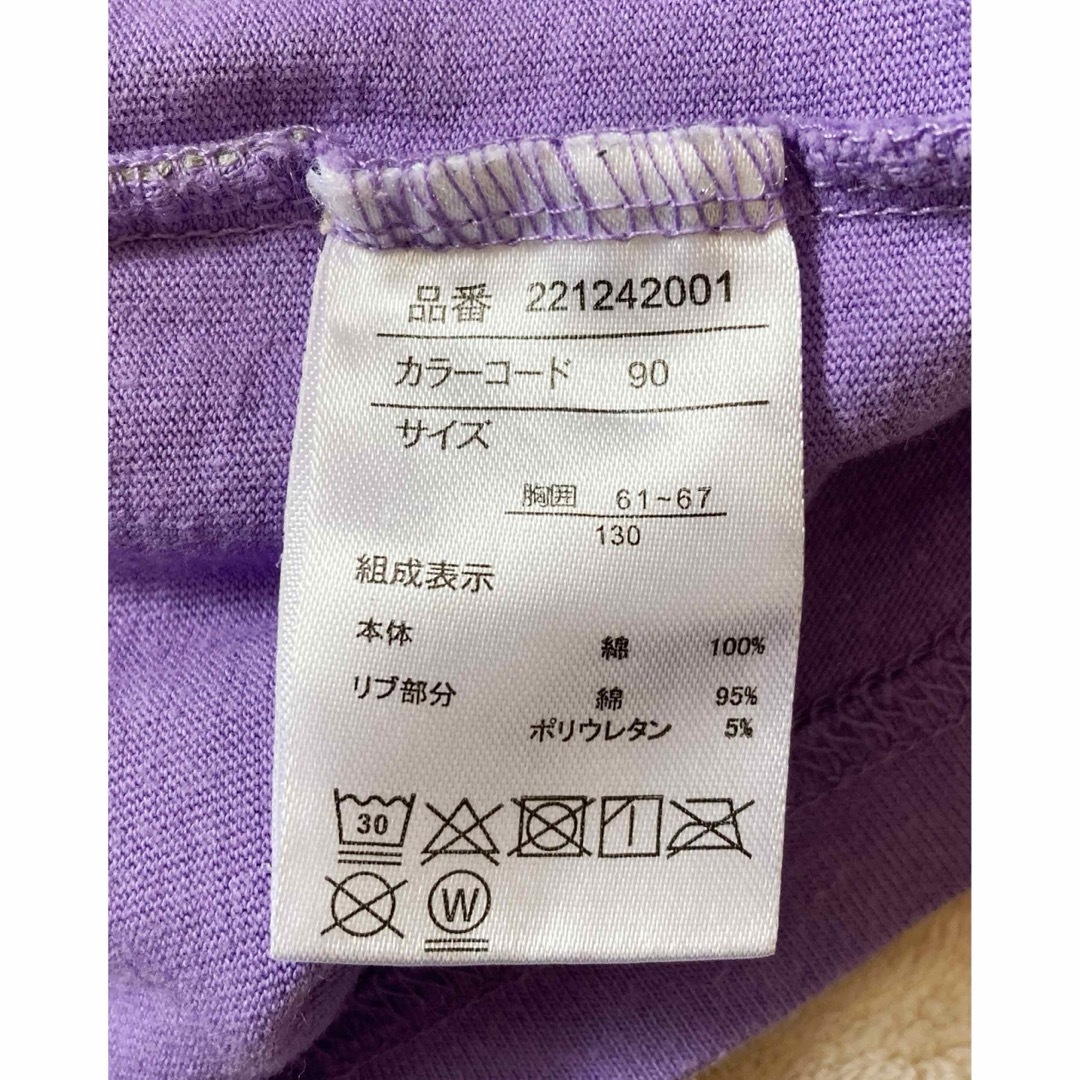 品番 221242001
カラーコード 90
サイズ
胸囲 61~67
130
組成表示
本体 綿 100%
リブ部分 綿 95%
ポリウレタン 5%
30
W